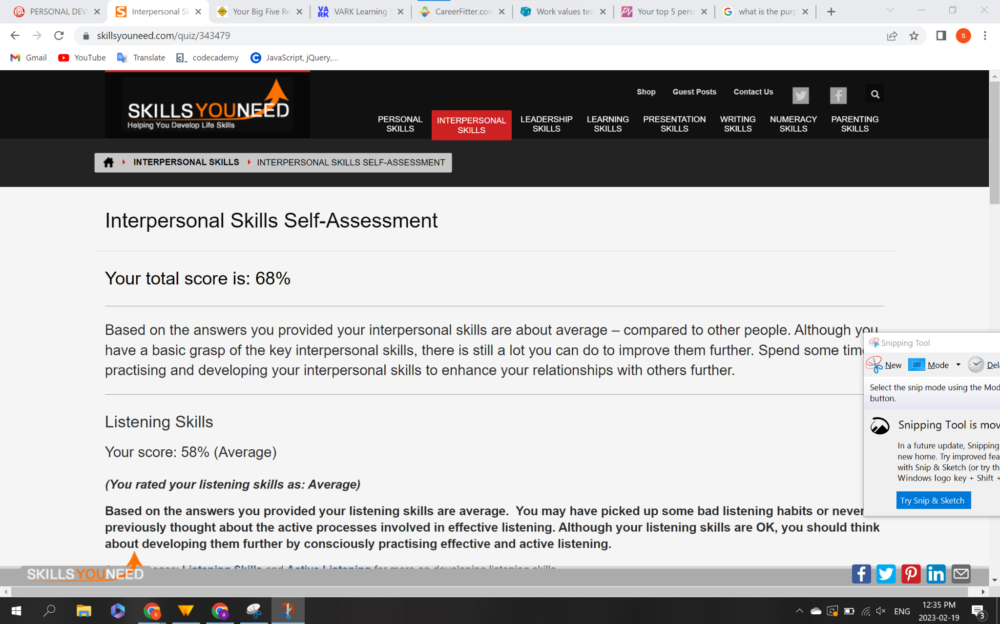 PERSONAL DEV
Interpersonal Sk
Your Big Five Re
VARK Learning S
CareerFitter.com
Work values tes
Your top 5 perso
what is the purp
skillsyouneed.com/quiz/343479
S
Gmail
YouTube
Translate
codecademy
JavaScript, jQuery,...
SKILLSYOUNEED
Helping You Develop Life Skills
Shop
Guest Posts
Contact Us
PERSONAL
SKILLS
INTERPERSONAL
SKILLS
LEADERSHIP
SKILLS
LEARNING
SKILLS
PRESENTATION
SKILLS
WRITING
SKILLS
NUMERACY
SKILLS
PARENTING
SKILLS
INTERPERSONAL SKILLS
INTERPERSONAL SKILLS SELF-ASSESSMENT
Interpersonal Skills Self-Assessment
Your total score is: 68%
Based on the answers you provided your interpersonal skills are about average – compared to other people. Although you
have a basic grasp of the key interpersonal skills, there is still a lot you can do to improve them further. Spend some tim
practising and developing your interpersonal skills to enhance your relationships with others further.
Listening Skills
Your score: 58% (Average)
(You rated your listening skills as: Average)
Based on the answers you provided your listening skills are average. You may have picked up some bad listening habits or never
previously thought about the active processes involved in effective listening. Although your listening skills are OK, you should think
about developing them further by consciously practising effective and active listening.
Listening Skills and Active Listening for more on developing listening skills
SKILLSYOUNEED
Snipping Tool
New
Mode
Del
Select the snip mode using the Mod
button.
Snipping Tool is mov
In a future update, Snipping
new home. Try improved fea
with Snip & Sketch (or try th
Windows logo key + Shift +
Try Snip & Sketch
ENG
12:35 PM
2023-02-19
3